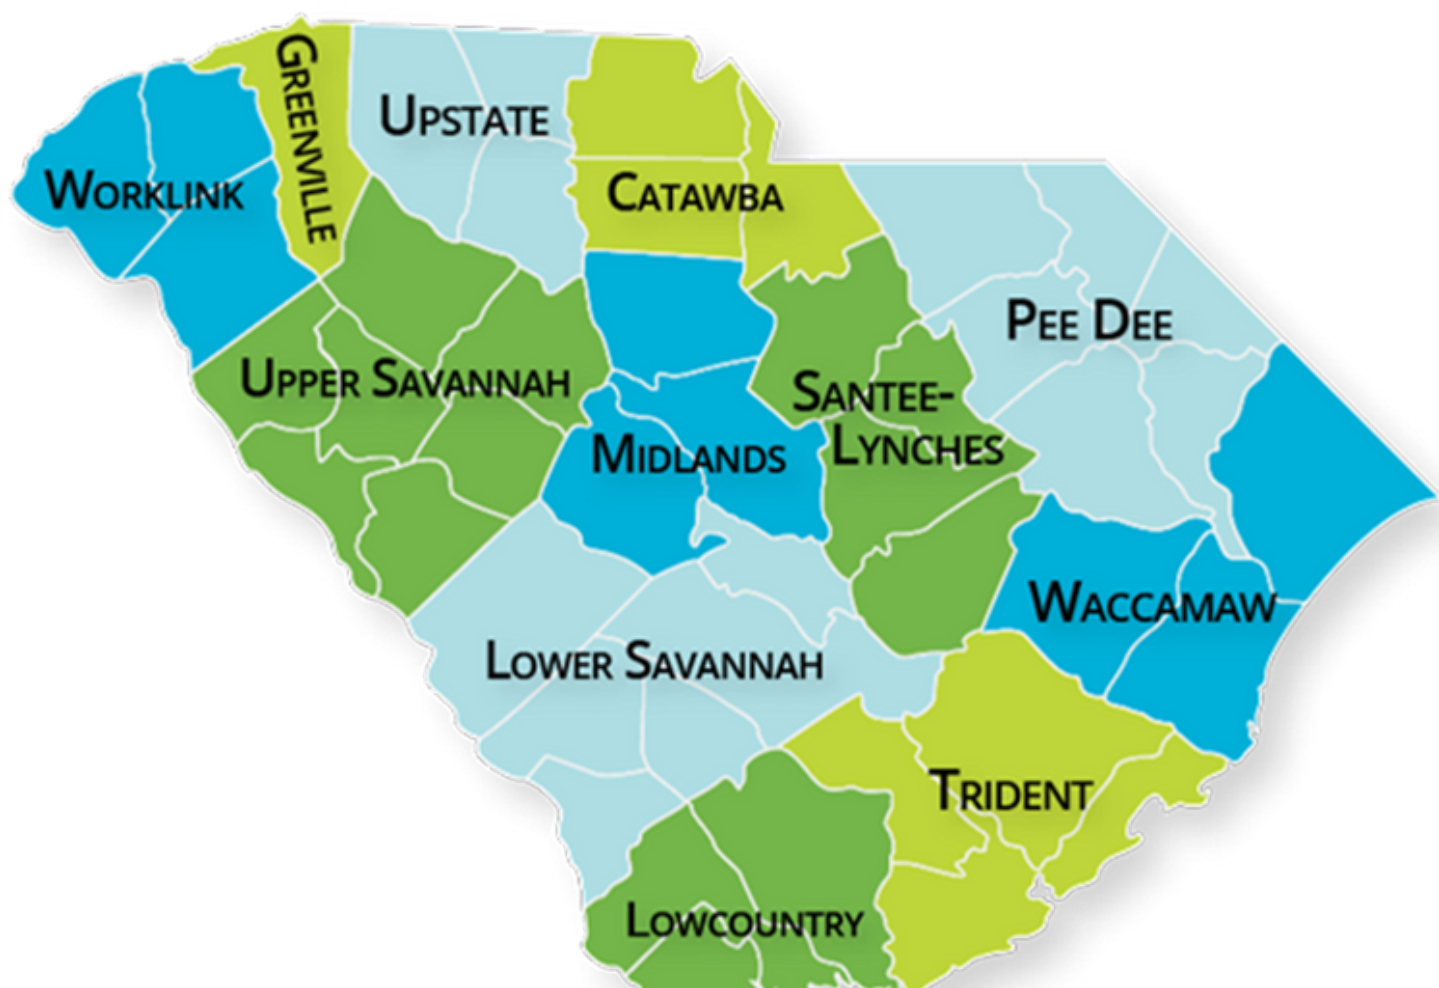 GREENVILLE
UPSTATE
WORKLINK
CATAWBA
PEE DEE
UPPER SAVANNAH
SANTEE-
LYNCHES
MIDLANDS
WACCAMAW
LOWER SAVANNAH
TRIDENT
LOWCOUNTRY